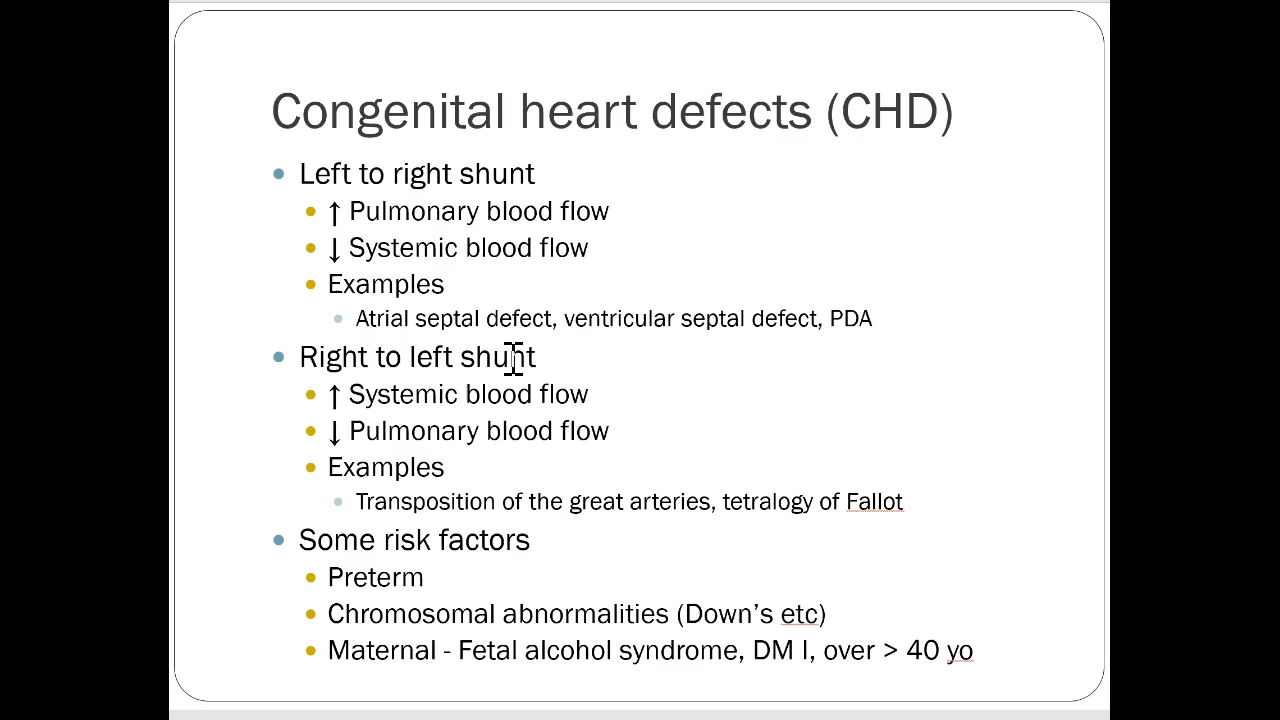 Congenital heart defects (CHD)
• Left to right shunt
• ↑ Pulmonary blood flow
• ↓ Systemic blood flow
• Examples
• Atrial septal defect, ventricular septal defect, PDA
• Right to left shunt
• ↑ Systemic blood flow
• ↓ Pulmonary blood flow
• Examples
• Transposition of the great arteries, tetralogy of Fallot
• Some risk factors
• Preterm
• Chromosomal abnormalities (Down’s etc)
• Maternal - Fetal alcohol syndrome, DM I, over > 40 yo